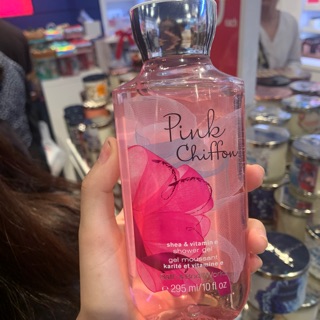 Pink
Chiffon
shea & vitamin e
shower gel
gel moussant
karité et vitamine e
e 295 ml/10 fl oz